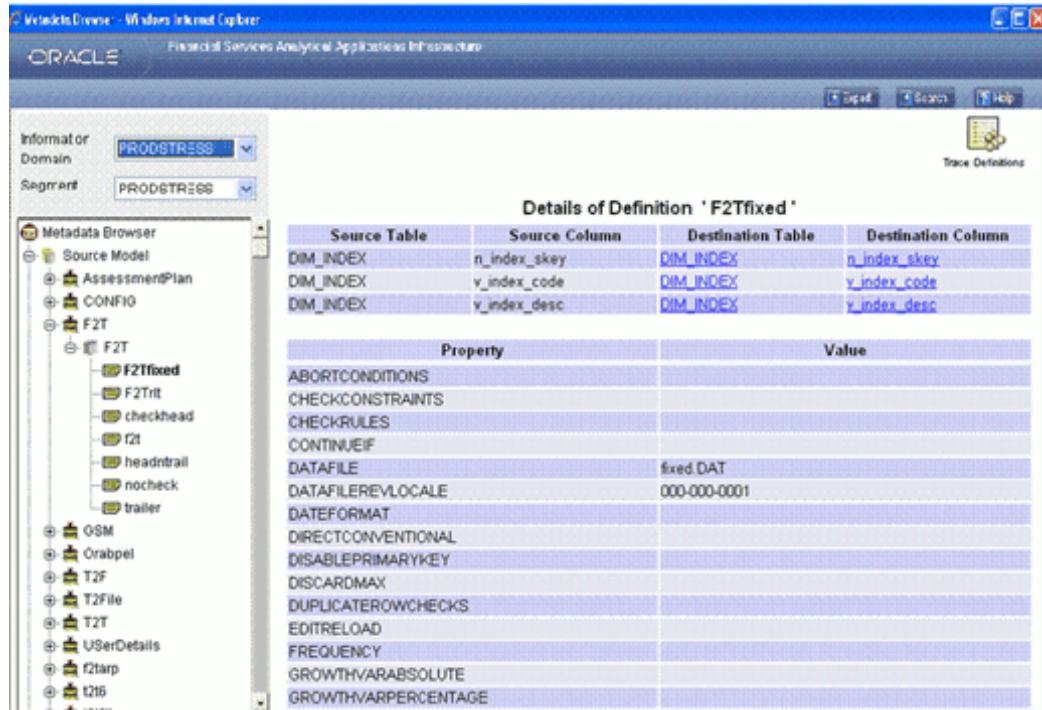 Metadata Browser - Windows Internet Explorer
ORACLE
Financial Services Analytical Applications Infrastructure
Export Search Help
Information Domain PRODSTRESS
Segment PRODSTRESS
Trace Definitions
Metadata Browser
Source Model
AssessmentPlan
CONFIG
F2T
F2T
F2Tfixed
F2Trlt
checkhead
f2t
headntrail
nocheck
trailer
GSM
Orabpel
T2F
T2File
T2T
USerDetails
f2tarp
t2t6
Details of Definition 'F2Tfixed'
Source Table Source Column Destination Table Destination Column
DIM_INDEX n_index_skey DIM_INDEX n_index_skey
DIM_INDEX v_index_code DIM_INDEX v_index_code
DIM_INDEX v_index_desc DIM_INDEX v_index_desc
Property Value
ABORTCONDITIONS
CHECKCONSTRAINTS
CHECKRULES
CONTINUEIF
DATAFILE fixed.DAT
DATAFILEREVLOCALE 000-000-0001
DATEFORMAT
DIRECTCONVENTIONAL
DISABLEPRIMARYKEY
DISCARDMAX
DUPLICATEROWCHECKS
EDITRELOAD
FREQUENCY
GROWTHVARABSOLUTE
GROWTHVARPERCENTAGE